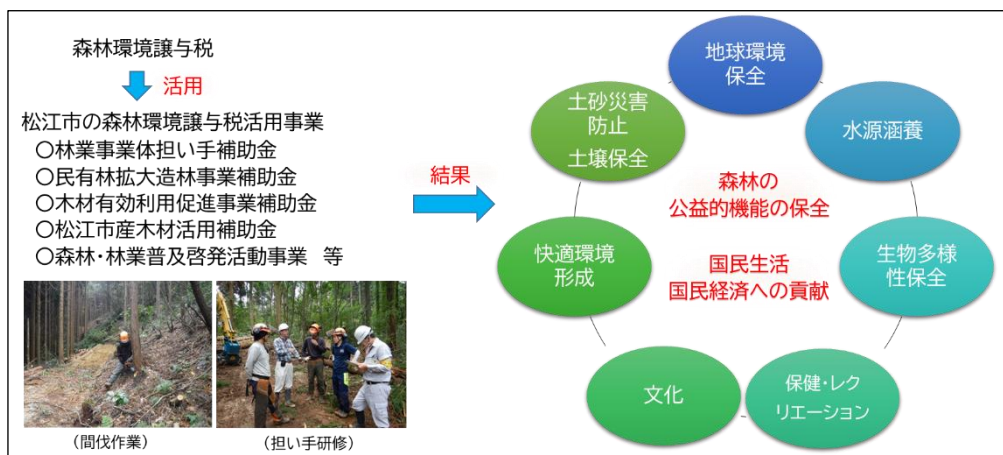 森林環境譲与税
活用
松江市の森林環境譲与税活用事業
〇林業事業体担い手補助金
〇民有林拡大造林事業補助金
〇木材有効利用促進事業補助金
〇松江市産木材活用補助金
〇森林・林業普及啓発活動事業 等
(間伐作業)
(担い手研修)
結果
地球環境
保全
水源涵養
生物多様
性保全
保健・レク
リエーション
文化
快適環境
形成
土砂災害
防止
土壌保全
森林の
公益的機能の保全
国民生活
国民経済への貢献